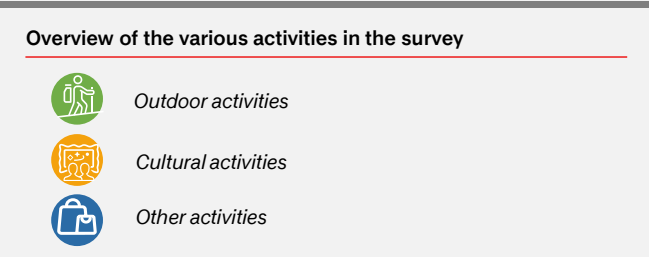 Overview of the various activities in the survey
Outdoor activities
Cultural activities
Other activities